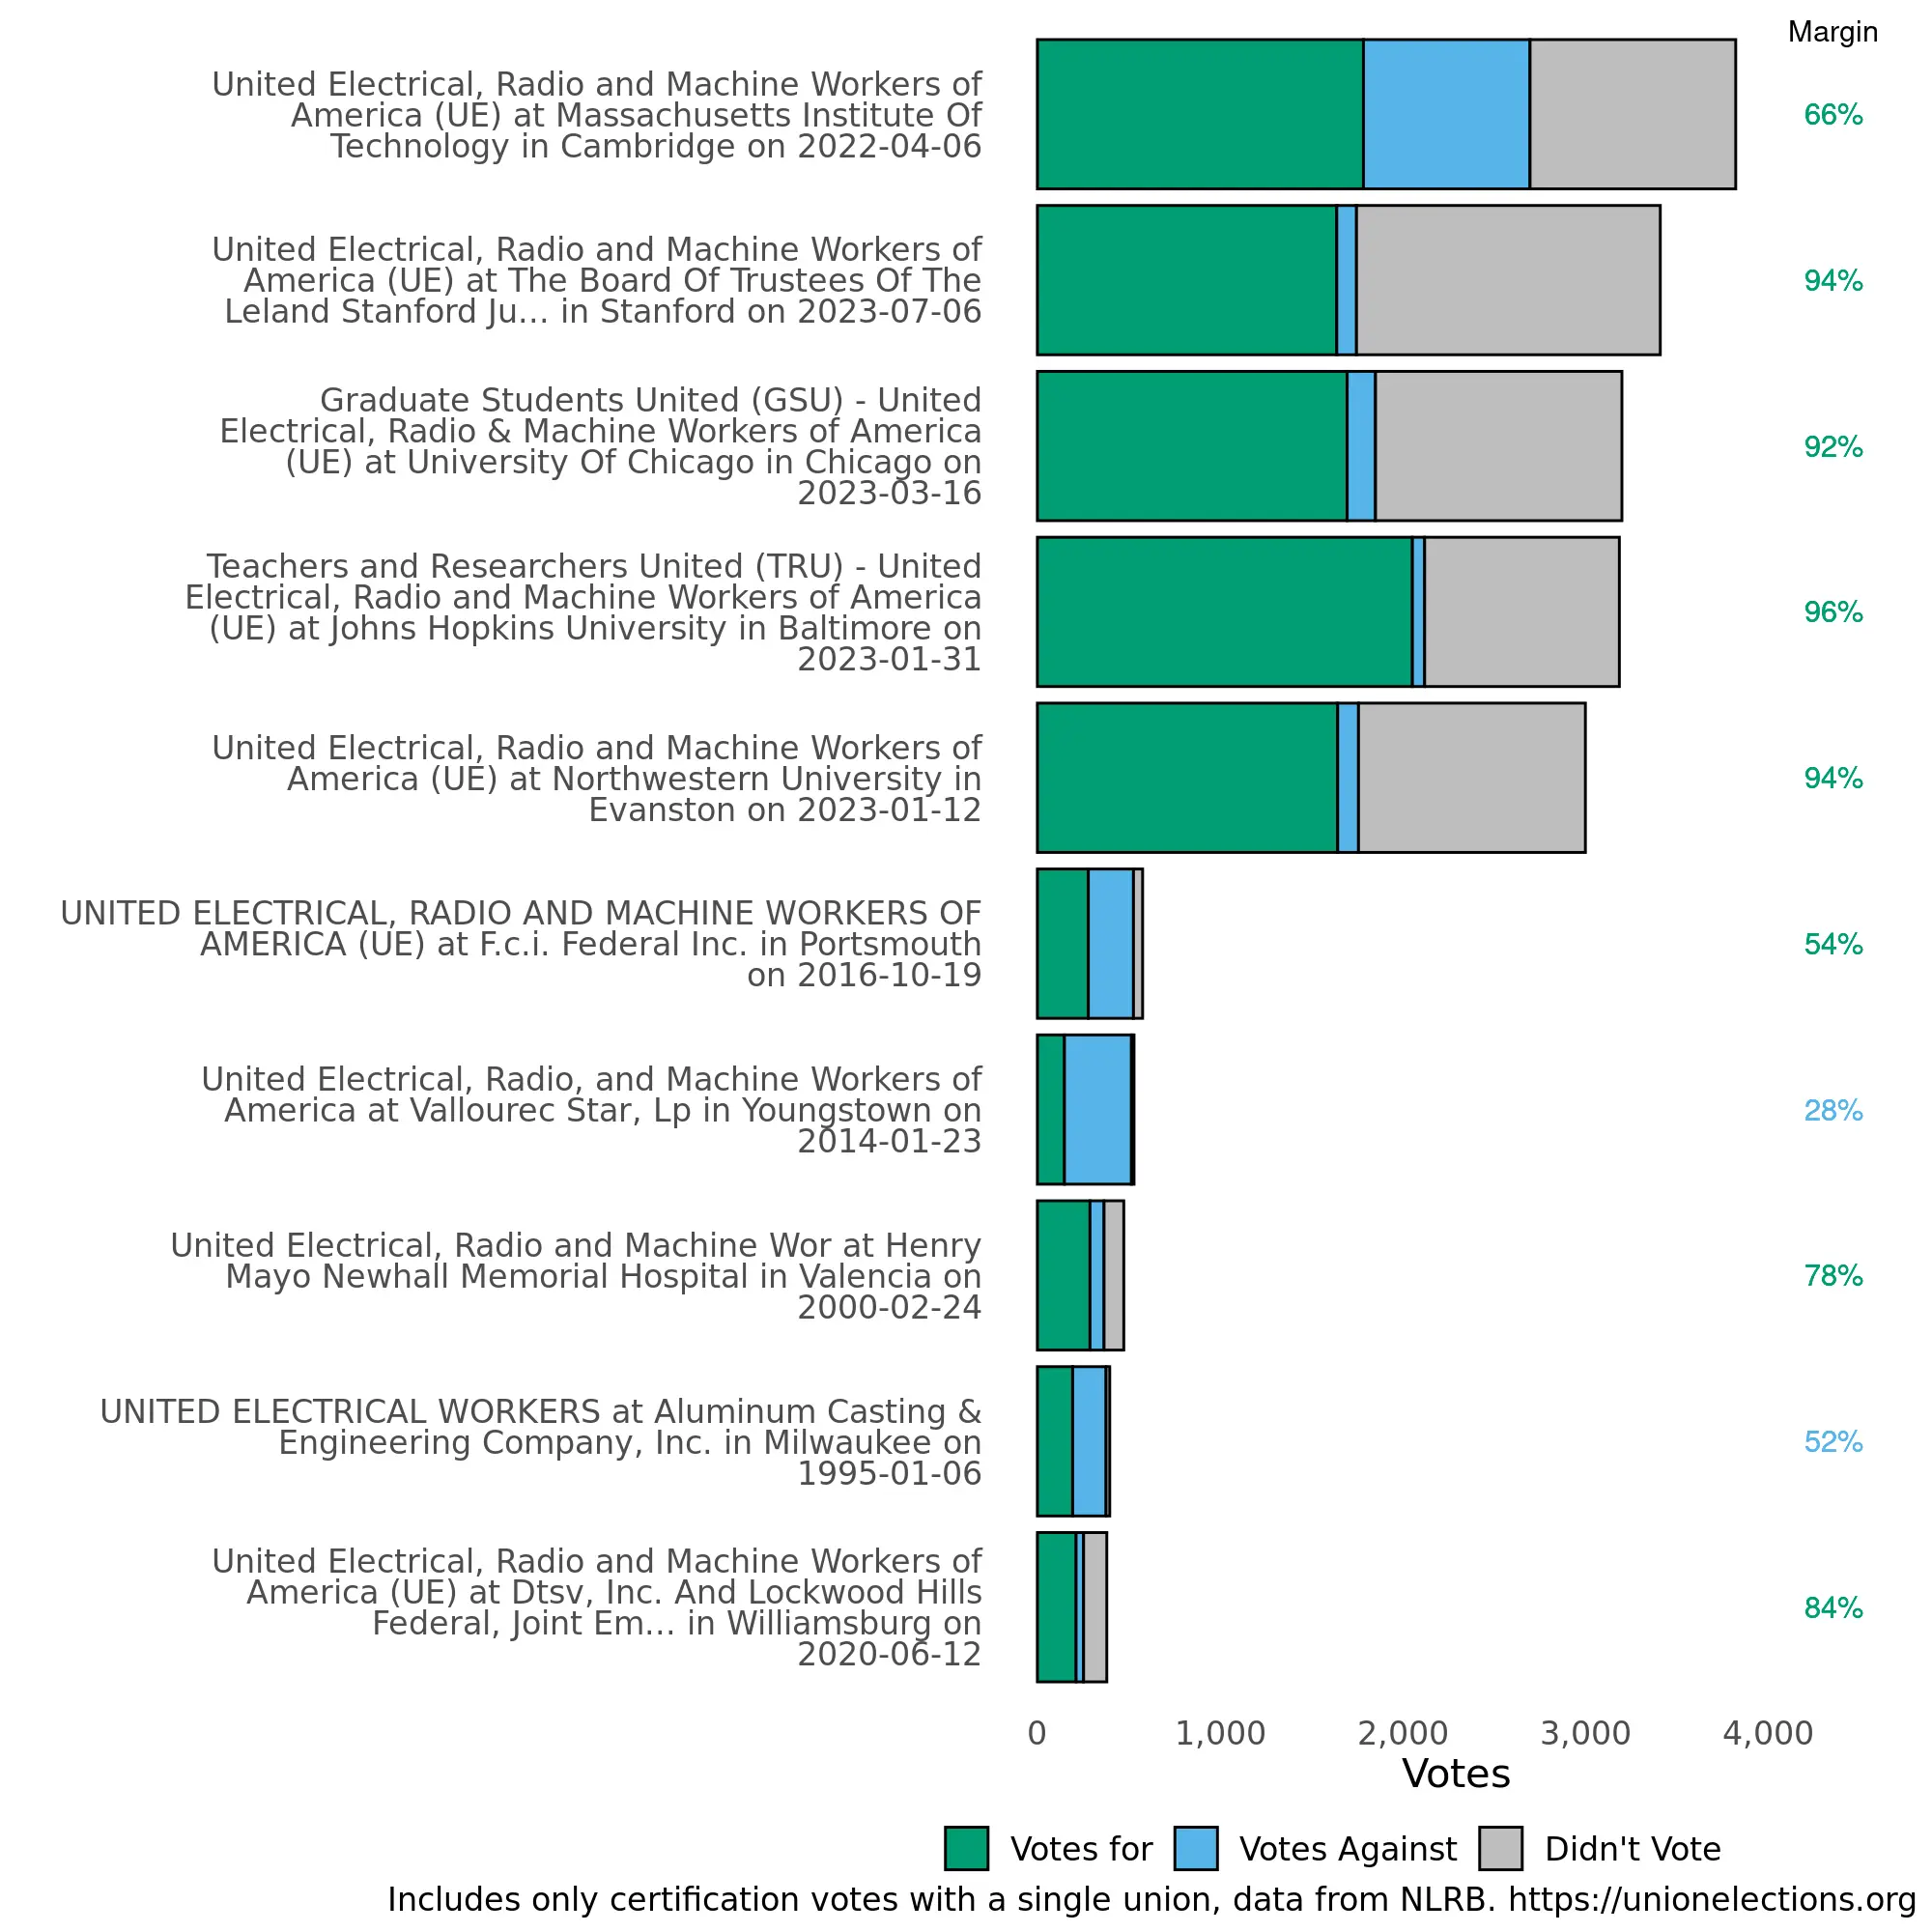 Margin
United Electrical, Radio and Machine Workers of
America (UE) at Massachusetts Institute Of
Technology in Cambridge on 2022-04-06
66%
United Electrical, Radio and Machine Workers of
America (UE) at The Board Of Trustees Of The
Leland Stanford Ju... in Stanford on 2023-07-06
94%
Graduate Students United (GSU) - United
Electrical, Radio & Machine Workers of America
(UE) at University Of Chicago in Chicago on
2023-03-16
92%
Teachers and Researchers United (TRU) - United
Electrical, Radio and Machine Workers of America
(UE) at Johns Hopkins University in Baltimore on
2023-01-31
96%
United Electrical, Radio and Machine Workers of
America (UE) at Northwestern University in
Evanston on 2023-01-12
94%
UNITED ELECTRICAL, RADIO AND MACHINE WORKERS OF
AMERICA (UE) at F.c.i. Federal Inc. in Portsmouth
on 2016-10-19
54%
United Electrical, Radio, and Machine Workers of
America at Vallourec Star, Lp in Youngstown on
2014-01-23
28%
United Electrical, Radio and Machine Wor at Henry
Mayo Newhall Memorial Hospital in Valencia on
2000-02-24
78%
UNITED ELECTRICAL WORKERS at Aluminum Casting &
Engineering Company, Inc. in Milwaukee on
1995-01-06
52%
United Electrical, Radio and Machine Workers of
America (UE) at Dtsv, Inc. And Lockwood Hills
Federal, Joint Em... in Williamsburg on
2020-06-12
84%
0 1,000 2,000 3,000 4,000
Votes
Votes for Votes Against Didn't Vote
Includes only certification votes with a single union, data from NLRB. https://unionelections.org